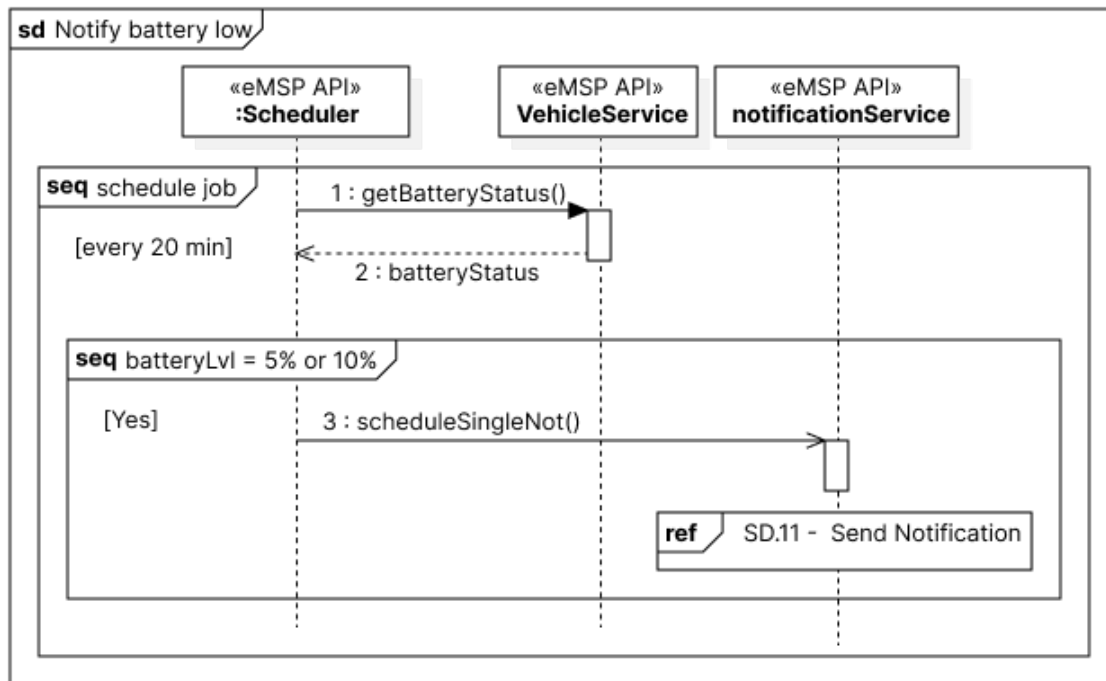 sd Notify battery low
«eMSP API»
:Scheduler
«eMSP API»
VehicleService
«eMSP API»
notificationService
seq schedule job
1 : getBatteryStatus()
[every 20 min]
2 : batteryStatus
seq batteryLvl = 5% or 10%
[Yes]
3 : scheduleSingleNot()
ref SD.11 - Send Notification